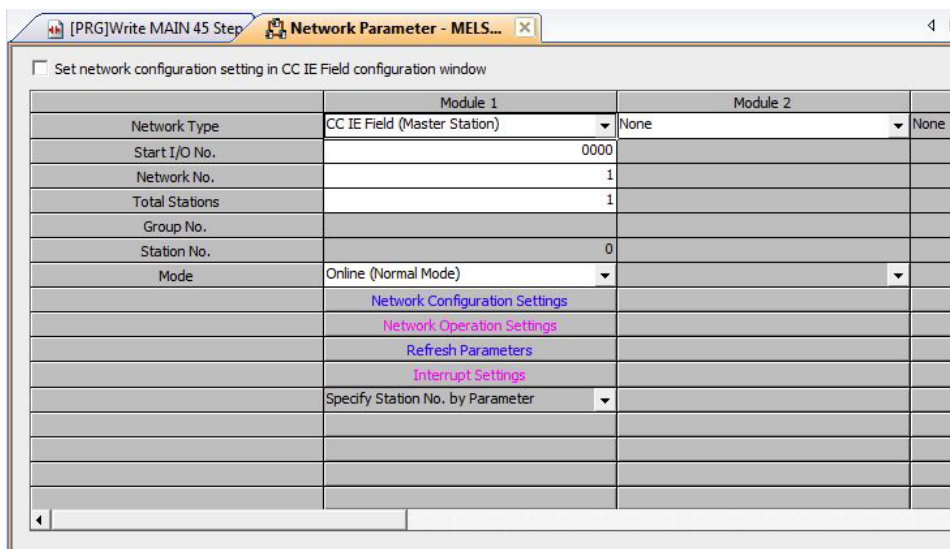 [PRG]Write MAIN 45 Step Network Parameter - MELS...
Set network configuration setting in CC IE Field configuration window
Module 1 Module 2
Network Type CC IE Field (Master Station) None None
Start I/O No. 0000
Network No. 1
Total Stations 1
Group No.
Station No. 0
Mode Online (Normal Mode)
Network Configuration Settings
Network Operation Settings
Refresh Parameters
Interrupt Settings
Specify Station No. by Parameter